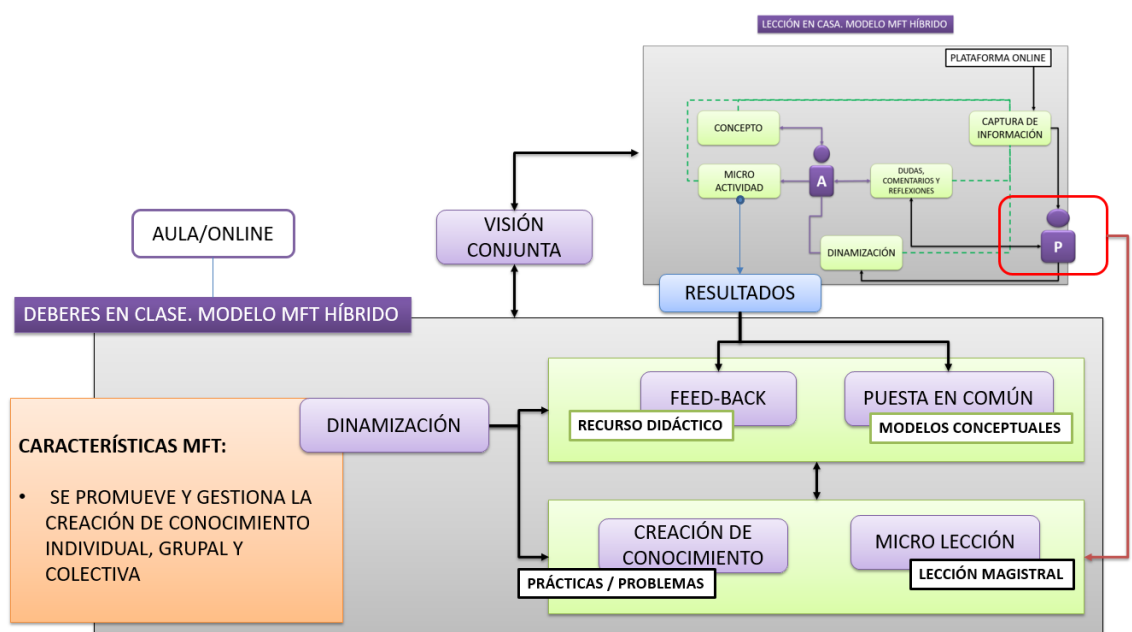 LECCIÓN EN CASA. MODELO MFT HÍBRIDO
PLATAFORMA ONLINE
CONCEPTO
CAPTURA DE
INFORMACIÓN
MICRO
ACTIVIDAD
A
DUDAS,
COMENTARIOS Y
REFLEXIONES
P
DINAMIZACIÓN
VISIÓN
CONJUNTA
AULA/ONLINE
RESULTADOS
DEBERES EN CLASE. MODELO MFT HÍBRIDO
FEED-BACK
RECURSO DIDÁCTICO
PUESTA EN COMÚN
MODELOS CONCEPTUALES
DINAMIZACIÓN
CARACTERÍSTICAS MFT:
• SE PROMUEVE Y GESTIONA LA
CREACIÓN DE CONOCIMIENTO
INDIVIDUAL, GRUPAL Y
COLECTIVA
CREACIÓN DE
CONOCIMIENTO
PRÁCTICAS / PROBLEMAS
MICRO LECCIÓN
LECCIÓN MAGISTRAL